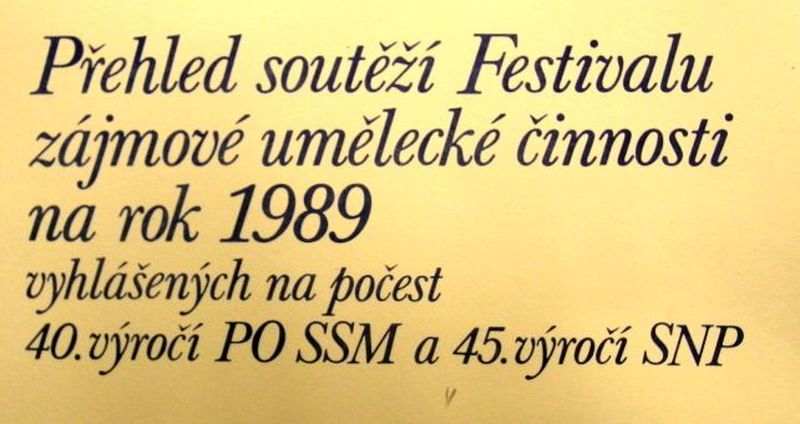 Přehled soutěží Festivalu
zájmové umělecké činnosti
na rok 1989
vyhlášených na počest
40.výročí PO SSM a 45.výročí SNP